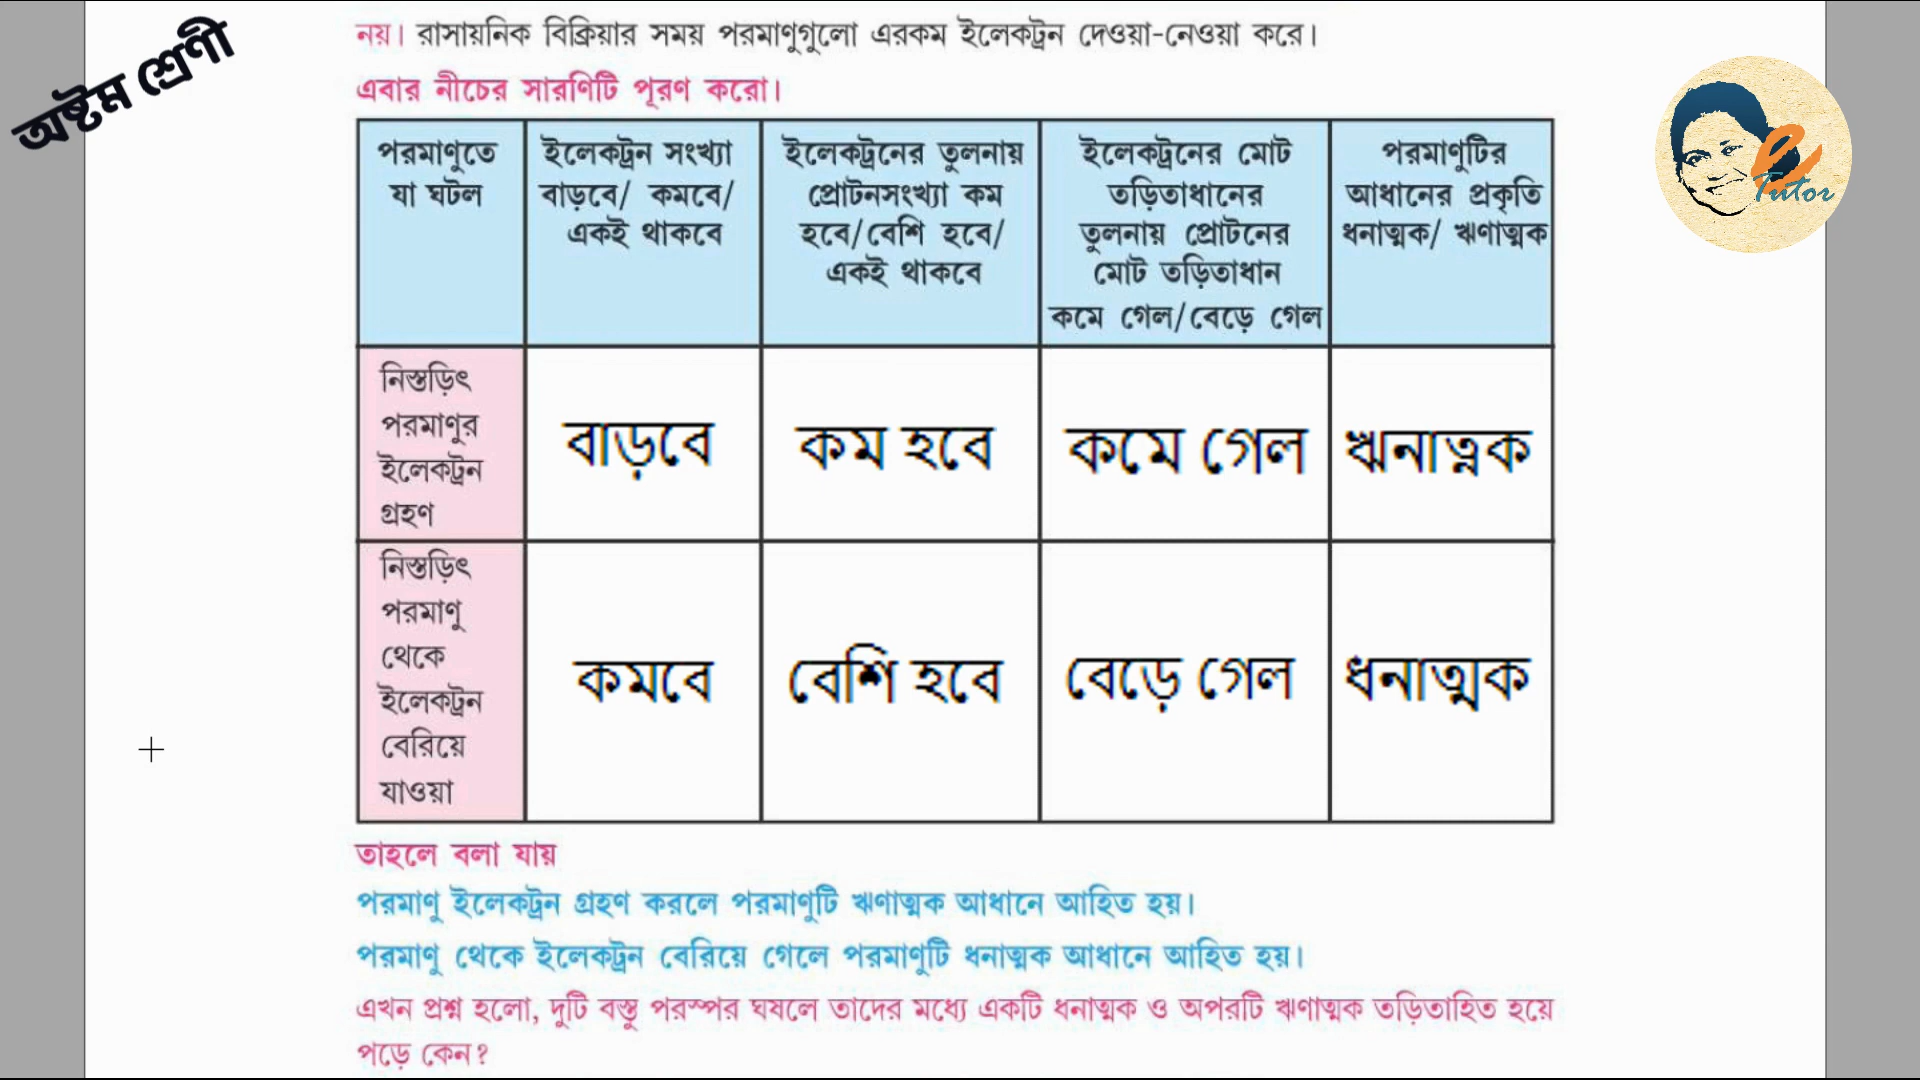 অষ্টম শ্রেণী
নয়। রাসায়নিক বিক্রিয়ার সময় পরমাণুগুলো এরকম ইলেকট্রন দেওয়া-নেওয়া করে।
এবার নীচের সারণিটি পূরণ করো।
পরমাণুতে
যা ঘটল
ইলেকট্রন সংখ্যা
বাড়বে/ কমবে/
একই থাকবে
ইলেকট্রনের তুলনায়
প্রোটনসংখ্যা কম
হবে/বেশি হবে/
একই থাকবে
ইলেকট্রনের মোট
তড়িতাধানের
তুলনায় প্রোটনের
মোট তড়িতাধান
কমে গেল/বেড়ে গেল
পরমাণুটির
আধানের প্রকৃতি
ধনাত্মক/ ঋণাত্মক
নিস্তড়িৎ
পরমাণুর
ইলেকট্রন
গ্রহণ
বাড়বে
কম হবে
কমে গেল
ঋনাত্নক
নিস্তড়িৎ
পরমাণু
থেকে
ইলেকট্রন
বেরিয়ে
যাওয়া
কমবে
বেশি হবে
বেড়ে গেল
ধনাত্মক
তাহলে বলা যায়
পরমাণু ইলেকট্রন গ্রহণ করলে পরমাণুটি ঋণাত্মক আধানে আহিত হয়।
পরমাণু থেকে ইলেকট্রন বেরিয়ে গেলে পরমাণুটি ধনাত্মক আধানে আহিত হয়।
এখন প্রশ্ন হলো, দুটি বস্তু পরস্পর ঘষলে তাদের মধ্যে একটি ধনাত্মক ও অপরটি ঋণাত্মক তড়িতাহিত হয়ে
পড়ে কেন?
e
Tutor